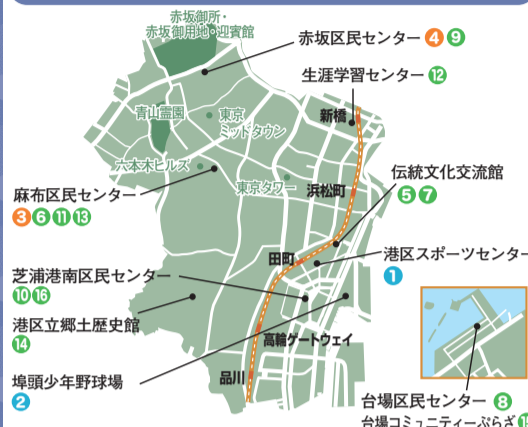 赤坂御所・
赤坂御用地・迎賓館
赤坂区民センター 4 9
生涯学習センター 12
新橋
青山霊園
東京
ミッドタウン
六本木ヒルズ
東京タワー
浜松町
伝統文化交流館
5 7
麻布区民センター
3 6 11 13
田町
港区スポーツセンター
1
芝浦港南区民センター
10 16
港区立郷土歴史館
14
高輪ゲートウェイ
埠頭少年野球場
2
品川
台場区民センター 8
台場コミュニティーぷらざ